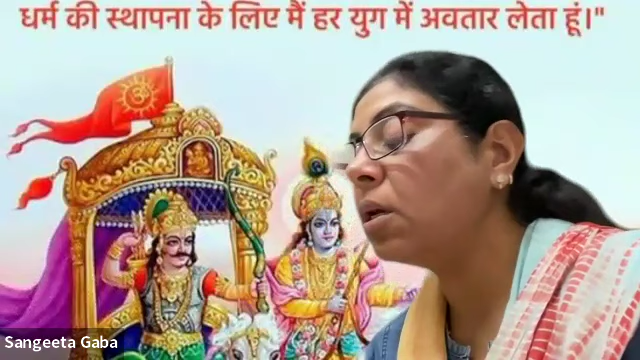 धर्म की स्थापना के लिए मैं हर युग में अवतार लेता हूं।"
Sangeeta Gaba